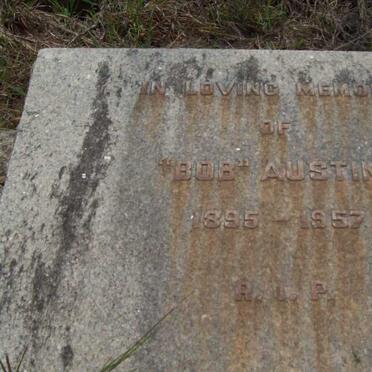 IN LOVING MEMO
OF
"BOB" AUSTIN
1895 - 1957
R. I. P.